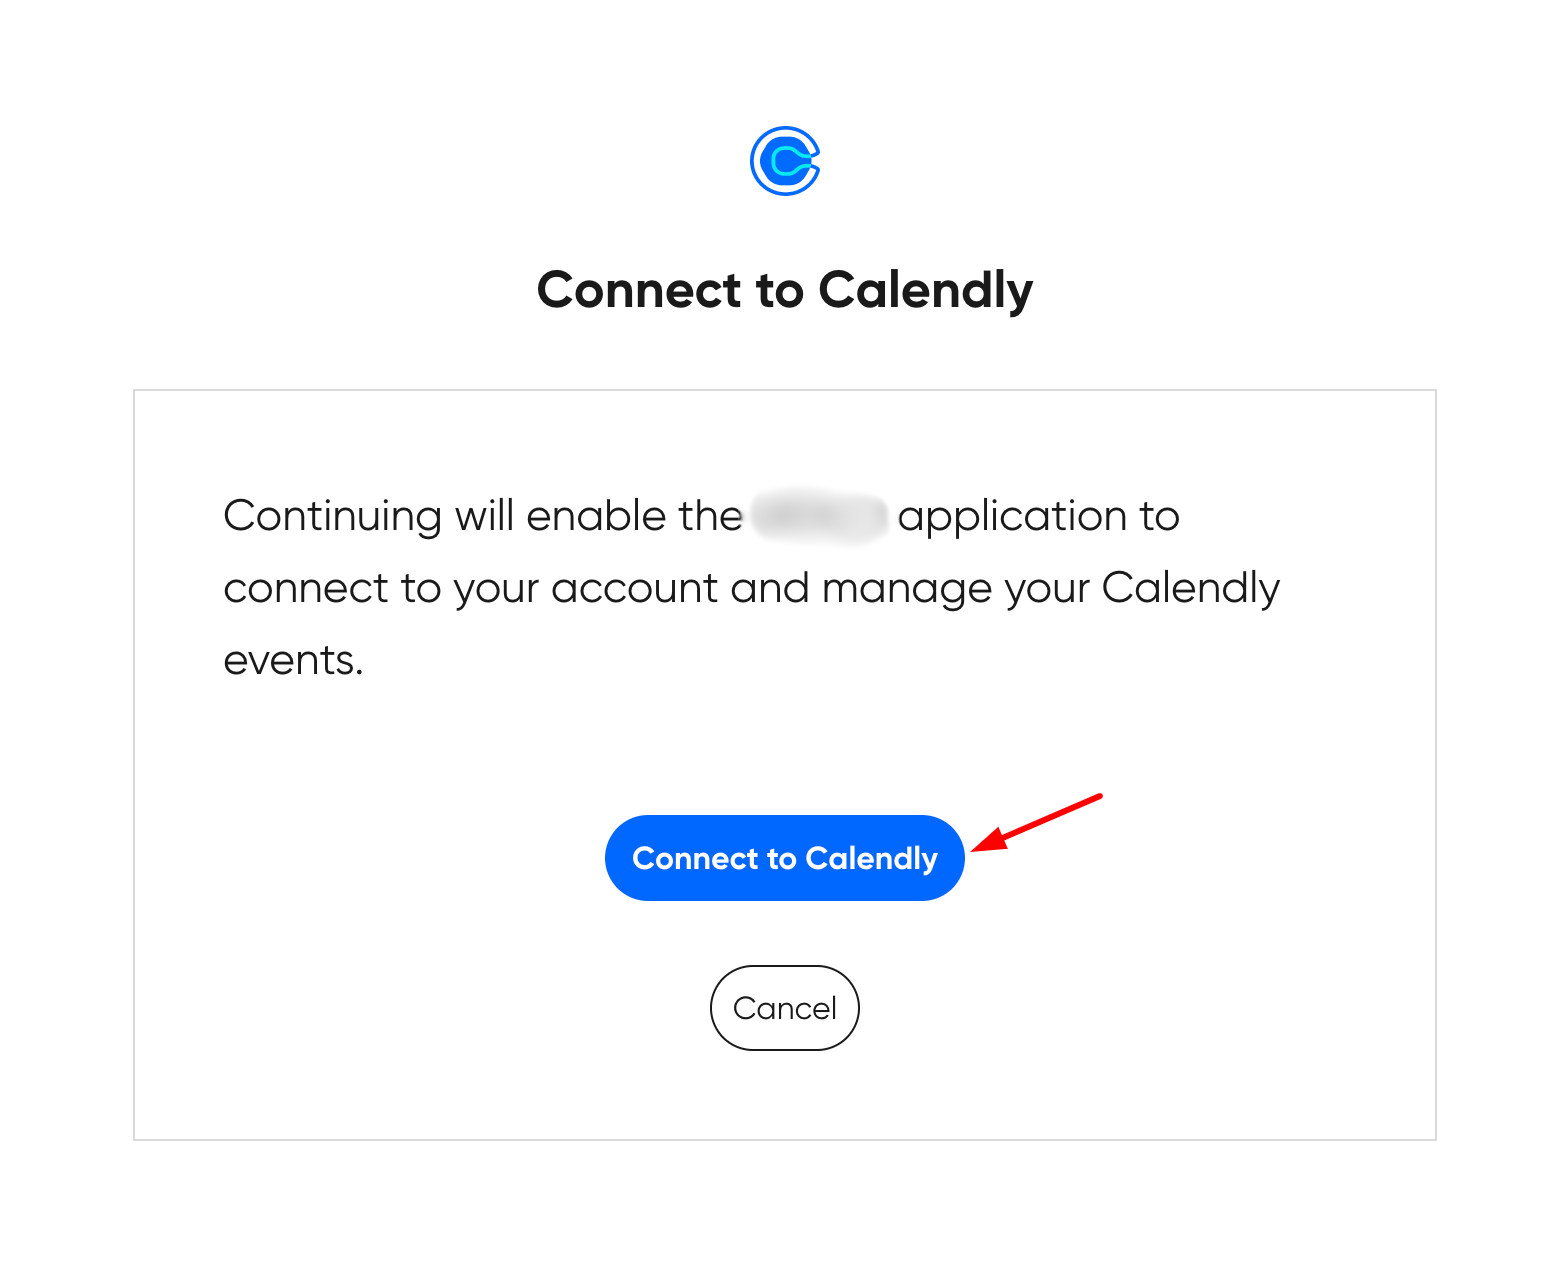 Connect to Calendly
Continuing will enable the application to
connect to your account and manage your Calendly
events.
Connect to Calendly
Cancel